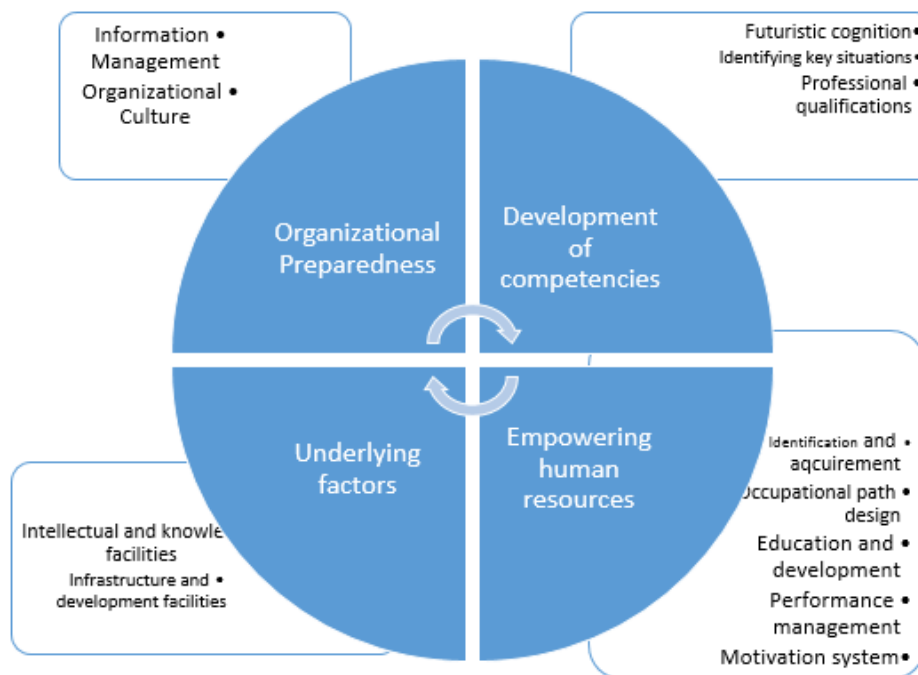 Information •
Management
Organizational •
Culture
Futuristic cognition•
Identifying key situations•
Professional •
qualifications
Organizational
Preparedness
Development
of
competencies
Underlying
factors
Empowering
human
resources
Intellectual and
facilities
Infrastructure and •
development facilities
Identification and •
aqcuirement
path •
design
Education and •
development
Performance •
management
Motivation system•